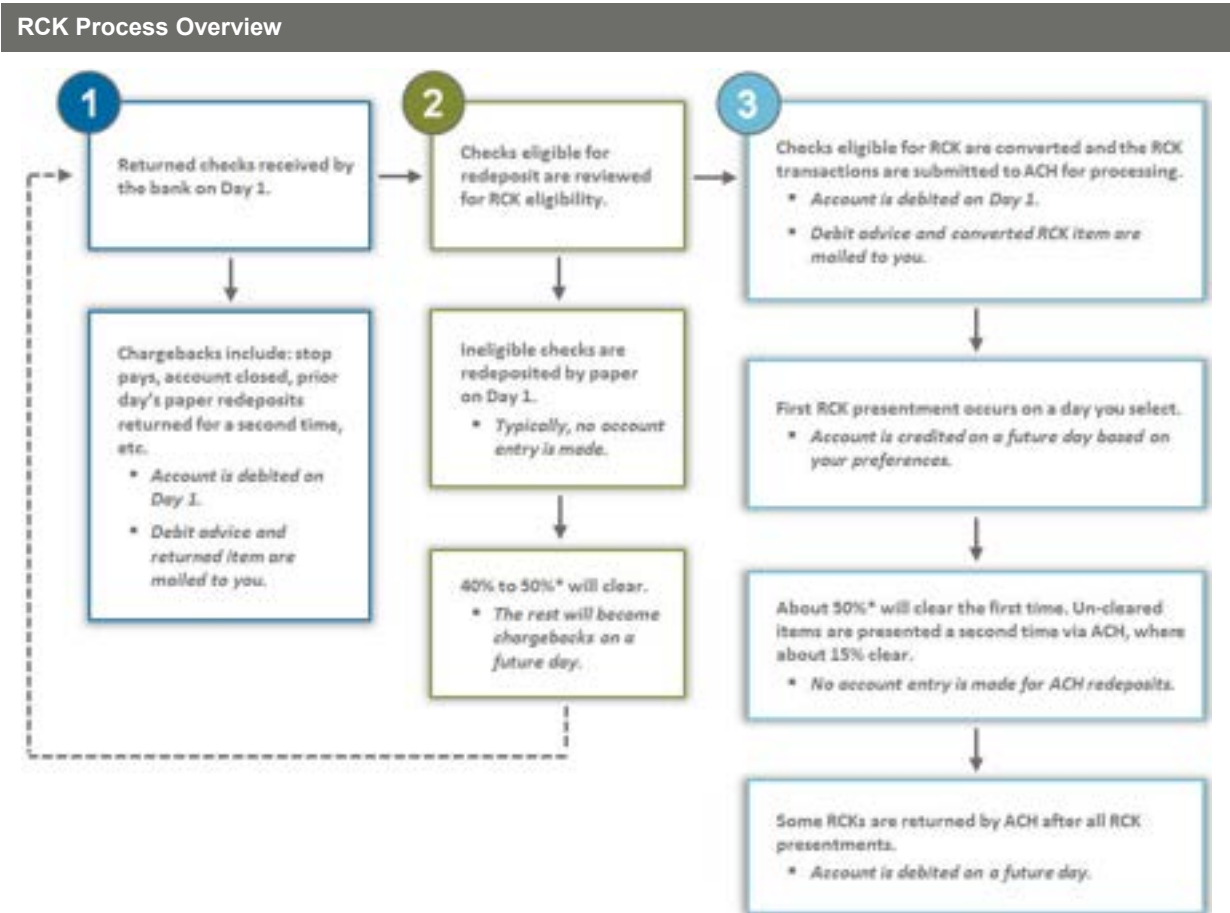 RCK Process Overview
1
Returned checks received by
the bank on Day 1.
Chargebacks include: stop
pays, account closed, prior
day's paper redeposits
returned for a second time,
etc.
▪ Account is debited on
Day 1.
▪ Debit advice and
returned item are
mailed to you.
2
Checks eligible for
redeposit are reviewed
for RCK eligibility.
Ineligible checks are
redeposited by paper
on Day 1.
▪ Typically, no account
entry is made.
40% to 50%* will clear.
▪ The rest will become
chargebacks on a
future day.
3
Checks eligible for RCK are converted and the RCK
transactions are submitted to ACH for processing.
▪ Account is debited on Day 1.
▪ Debit advice and converted RCK item are
mailed to you.
First RCK presentment occurs on a day you select.
▪ Account is credited on a future day based on
your preferences.
About 50%* will clear the first time. Un-cleared
items are presented a second time via ACH, where
about 15% clear.
▪ No account entry is made for ACH redeposits.
Some RCKs are returned by ACH after all RCK
presentments.
▪ Account is debited on a future day.